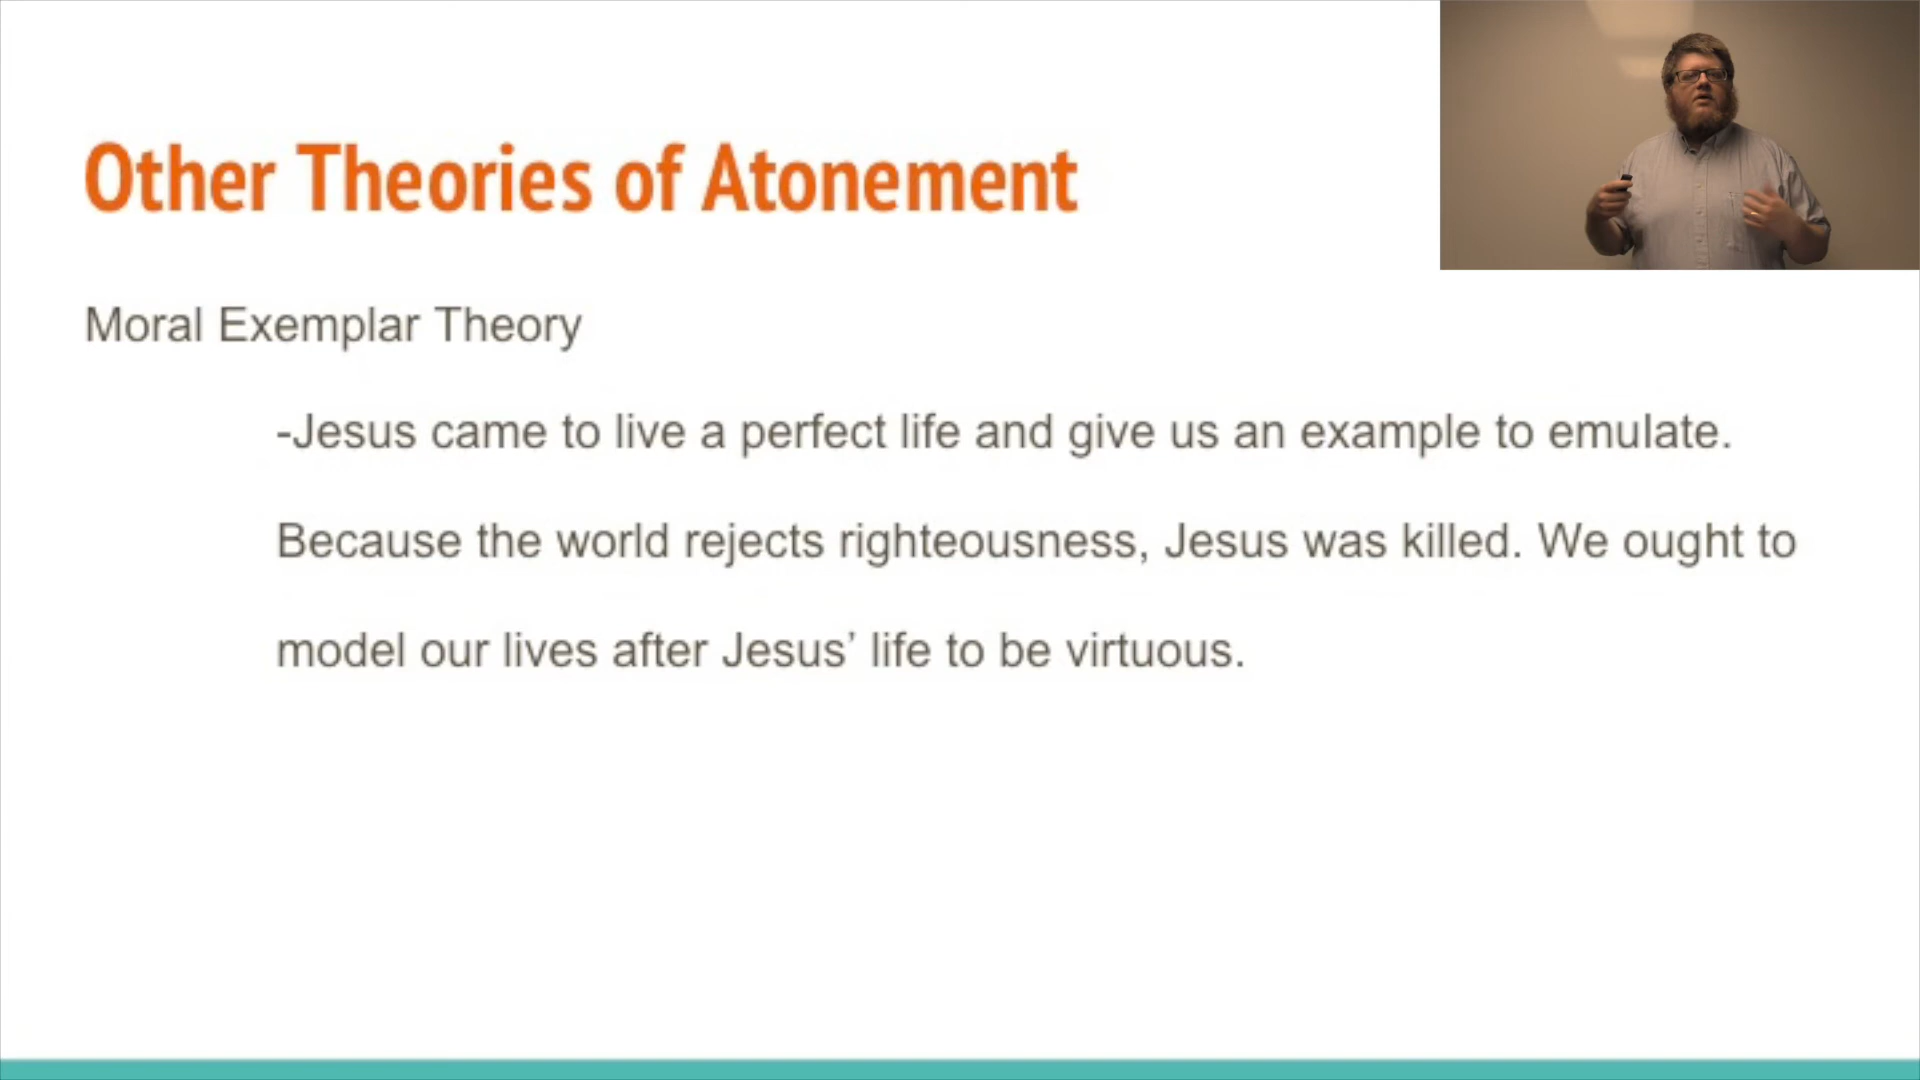 Other Theories of Atonement
Moral Exemplar Theory
-Jesus came to live a perfect life and give us an example to emulate.
Because the world rejects righteousness, Jesus was killed. We ought to
model our lives after Jesus’ life to be virtuous.